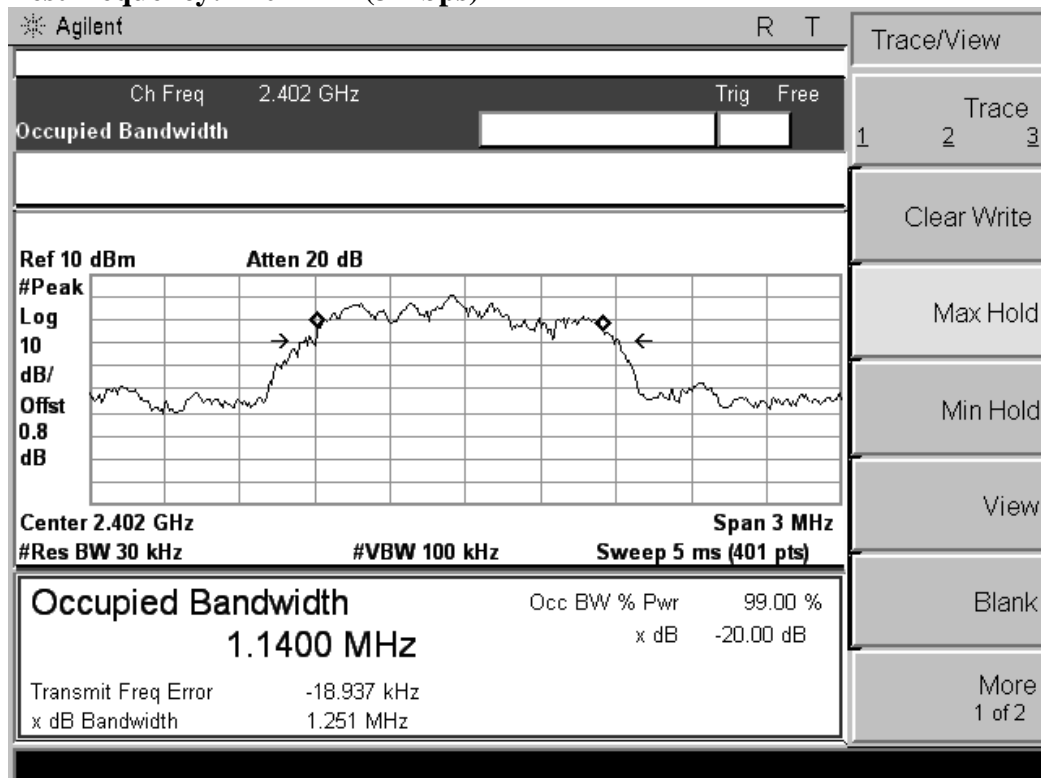 Agilent R T
Trace/View
Ch Freq 2.402 GHz Trig Free
Occupied Bandwidth
Trace
1 2 3
Clear Write
Max Hold
Min Hold
View
Blank
More
1 of 2
Ref 10 dBm Atten 20 dB
#Peak
Log
10
dB/
Offst
0.8
dB
Center 2.402 GHz Span 3 MHz
#Res BW 30 kHz #VBW 100 kHz Sweep 5 ms (401 pts)
Occupied Bandwidth
1.1400 MHz
Occ BW % Pwr 99.00 %
x dB -20.00 dB
Transmit Freq Error -18.937 kHz
x dB Bandwidth 1.251 MHz